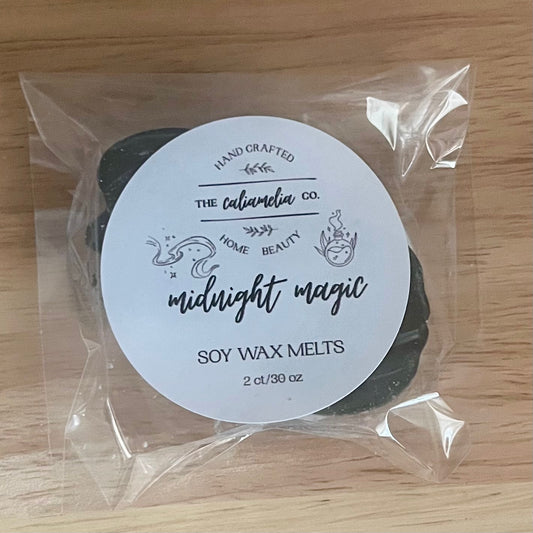 HAND CRAFTED
THE caliamelia CO.
HOME BEAUTY
midnight magic
SOY WAX MELTS
2 ct/30 oz